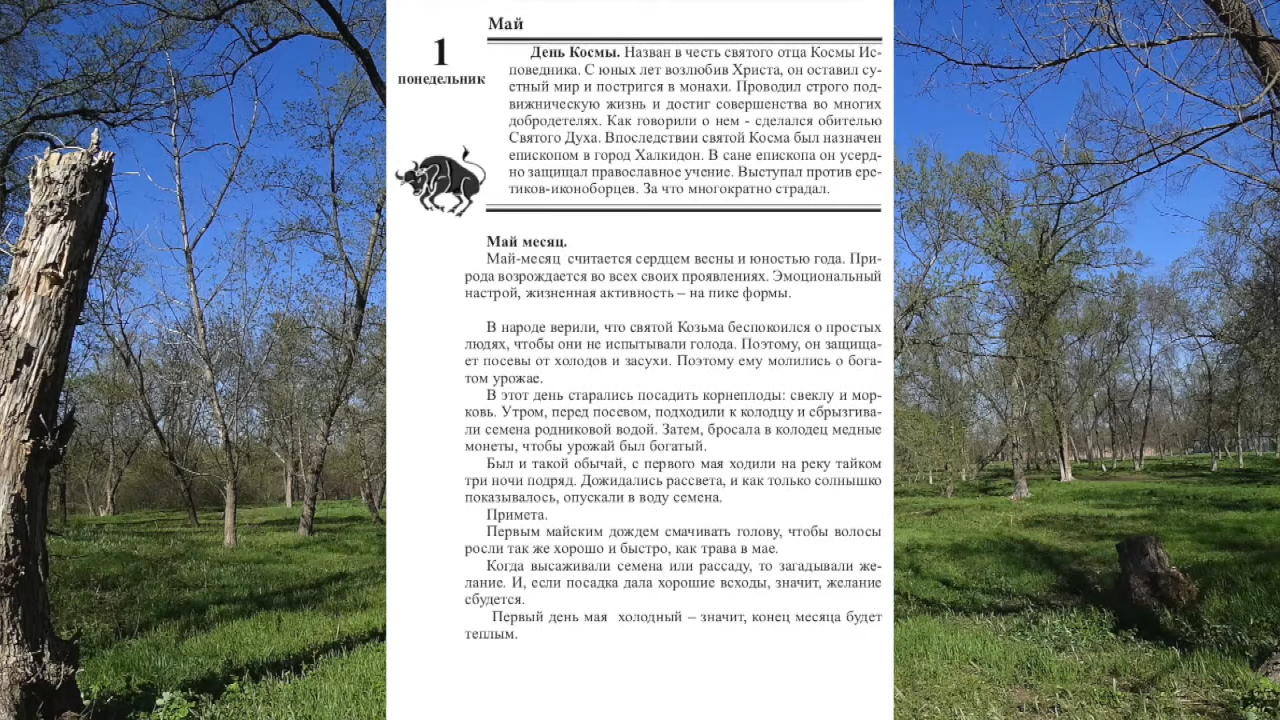 Май
1
понедельник
День Космы. Назван в честь святого отца Космы Ис-
поведника. С юных лет возлюбив Христа, он оставил су-
етный мир и постригся в монахи. Проводил строго под-
вижническую жизнь и достиг совершенства во многих
добродетелях. Как говорили о нем - сделался обителью
Святого Духа. Впоследствии святой Косма был назначен
епископом в город Халкидон. В сане епископа он усерд-
но защищал православное учение. Выступал против ерс-
тиков-иконоборцев. За что многократно страдал.
Май месяц.
Май-месяц считается сердцем весны и юностью года. При-
рода возрождается во всех своих проявлениях. Эмоциональный
настрой, жизненная активность – на пике формы.
В народе верили, что святой Козьма беспокоился о простых
людях, чтобы они не испытывали голода. Поэтому, он защища-
ет посевы от холодов и засухи. Поэтому ему молились о бога-
том урожае.
В этот день старались посадить корнеплоды: свеклу и мор-
ковь. Утром, перед посевом, подходили к колодцу и сбрызгива-
ли семена родниковой водой. Затем, бросала в колодец медные
монеты, чтобы урожай был богатый.
Был и такой обычай, с первого мая ходили на реку тайком
три ночи подряд. Дожидались рассвета, и как только солнышко
показывалось, опускали в воду семена.
Примета.
Первым майским дождем смачивать голову, чтобы волосы
росли так же хорошо и быстро, как трава в мае.
Когда высаживали семена или рассаду, то загадывали же-
лание. И, если посадка дала хорошие всходы, значит, желание
сбудется.
Первый день мая холодный – значит, конец месяца будет
теплым.